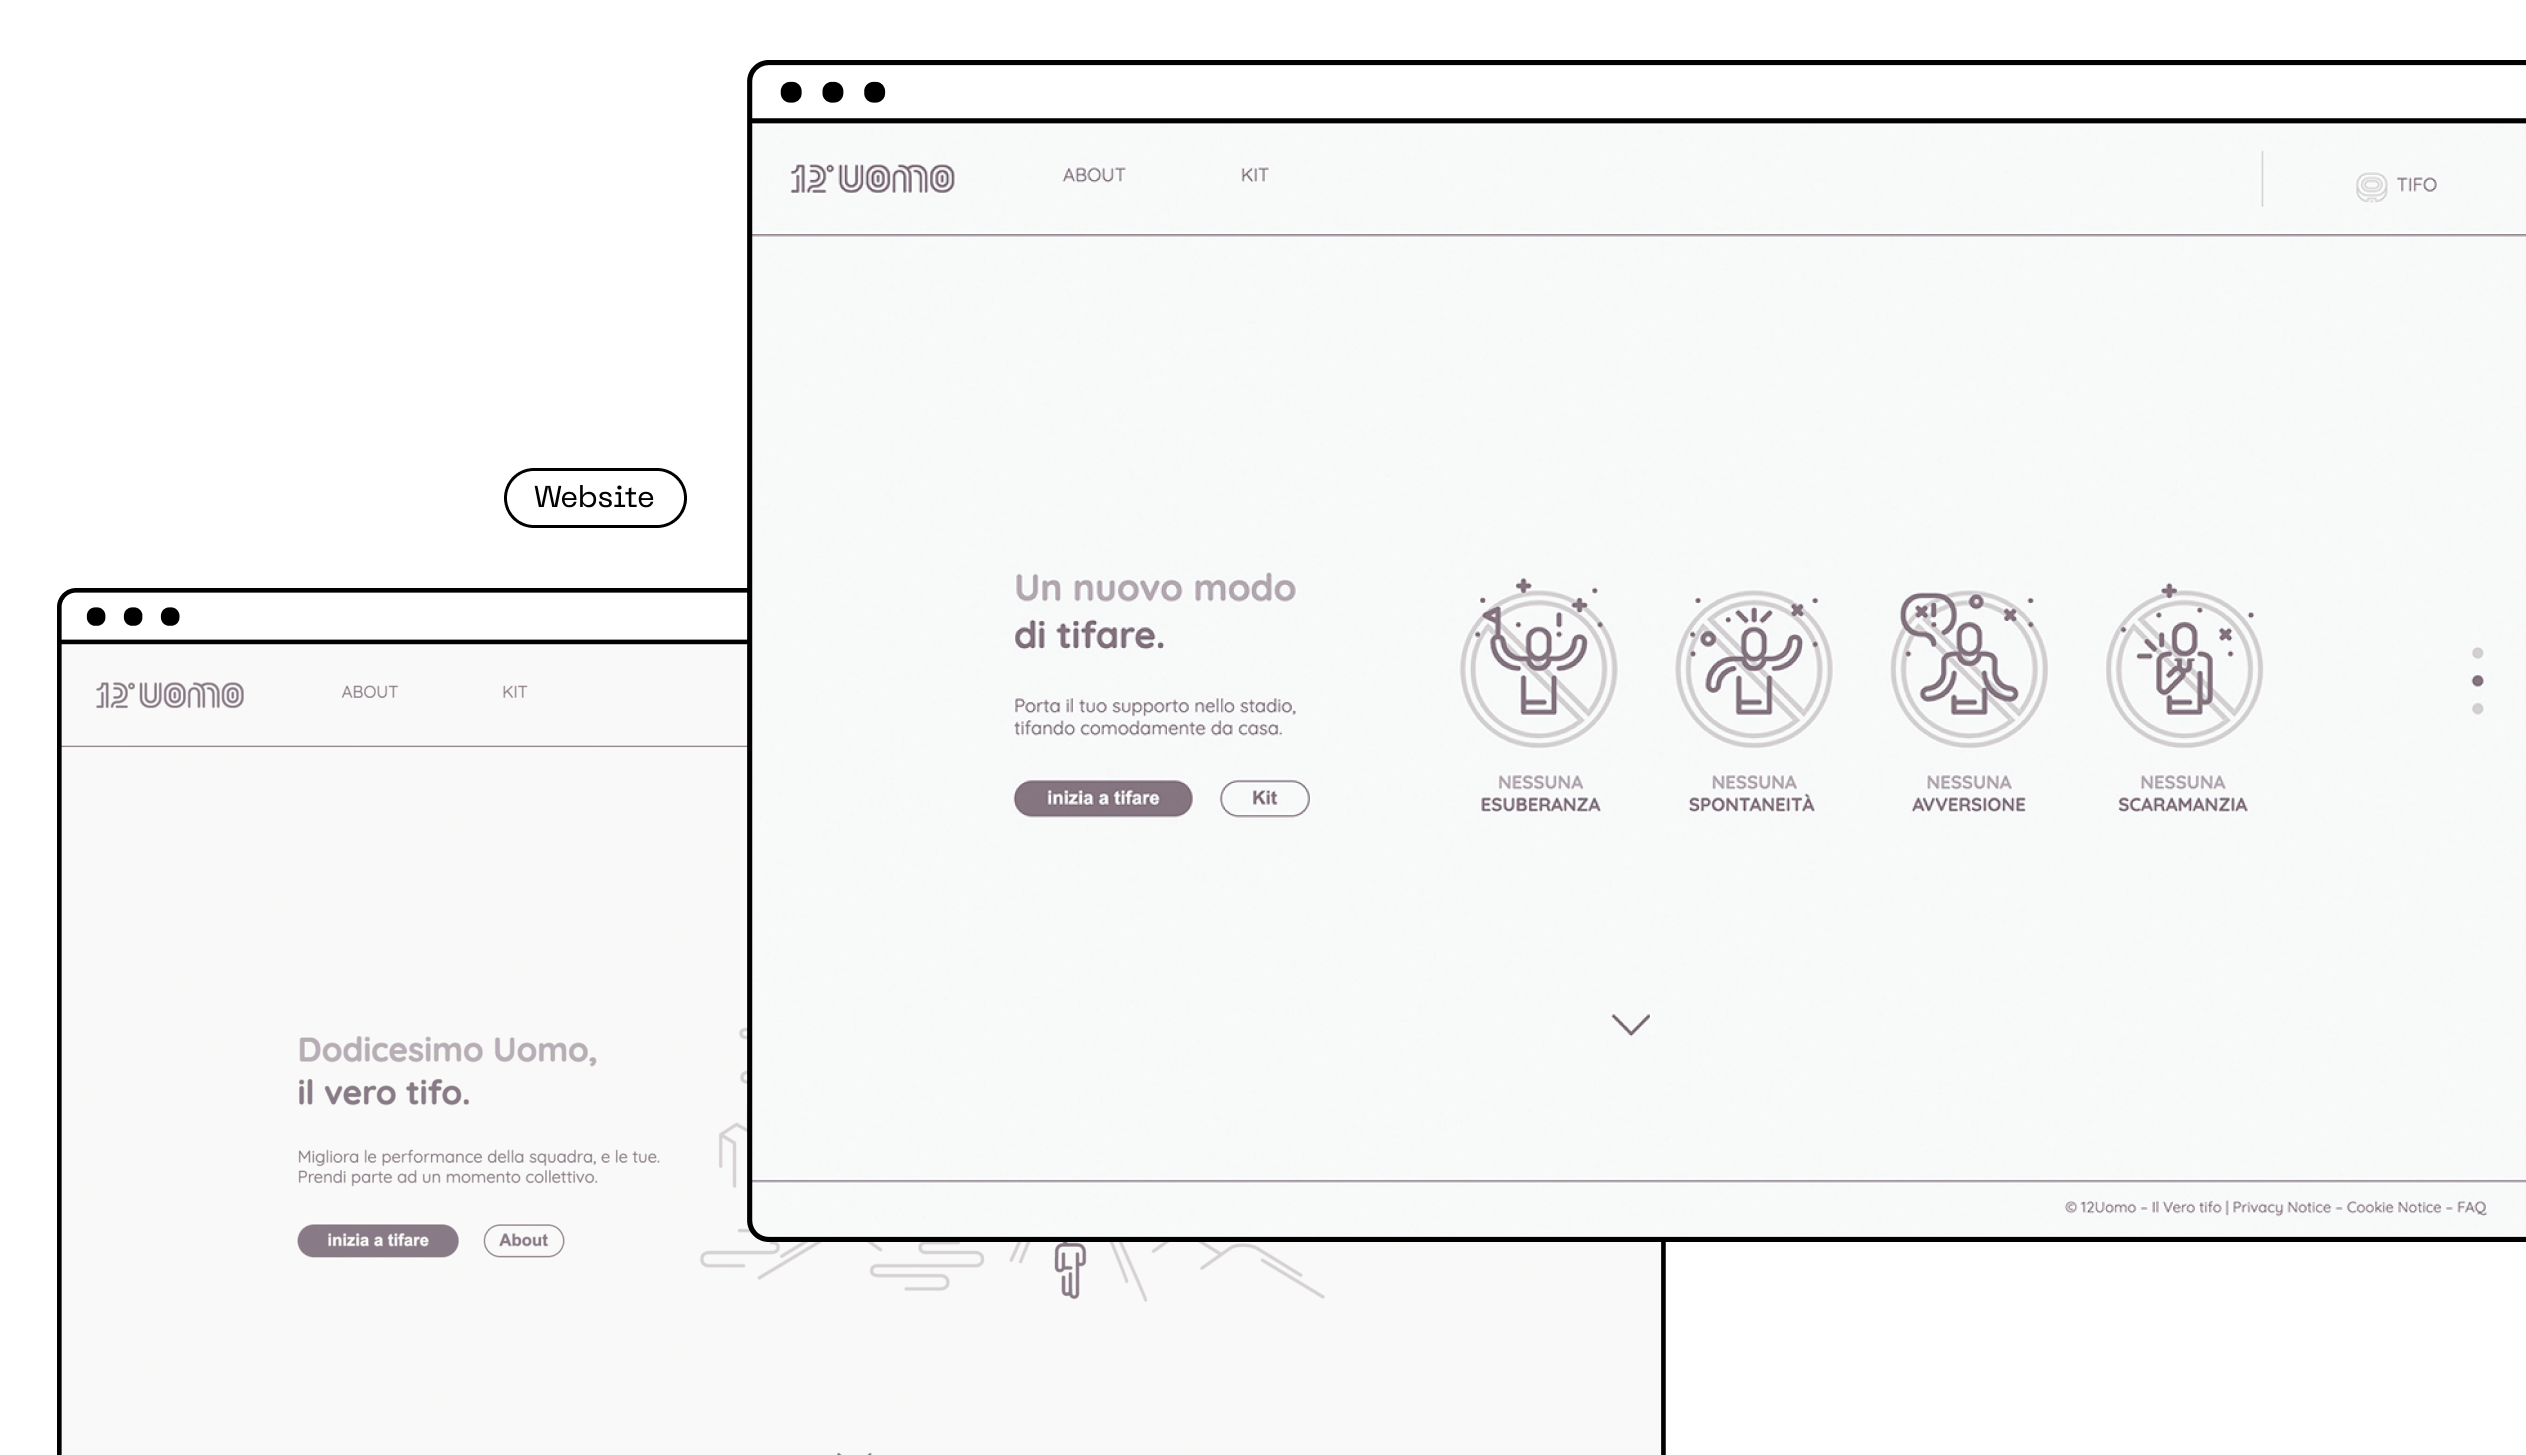 12°UOMO
ABOUT
KIT
TIFO
Website
Un nuovo modo
di tifare.
Porta il tuo supporto nello stadio,
tifando comodamente da casa.
inizia a tifare
Kit
NESSUNA
ESUBERANZA
NESSUNA
SPONTANEITÀ
NESSUNA
AVVERSIONE
NESSUNA
SCARAMANZIA
© 12Uomo – Il Vero tifo | Privacy Notice – Cookie Notice – FAQ
12°UOMO
ABOUT
KIT
Dodicesimo Uomo,
il vero tifo.
Migliora le performance della squadra, e le tue.
Prendi parte ad un momento collettivo.
inizia a tifare
About